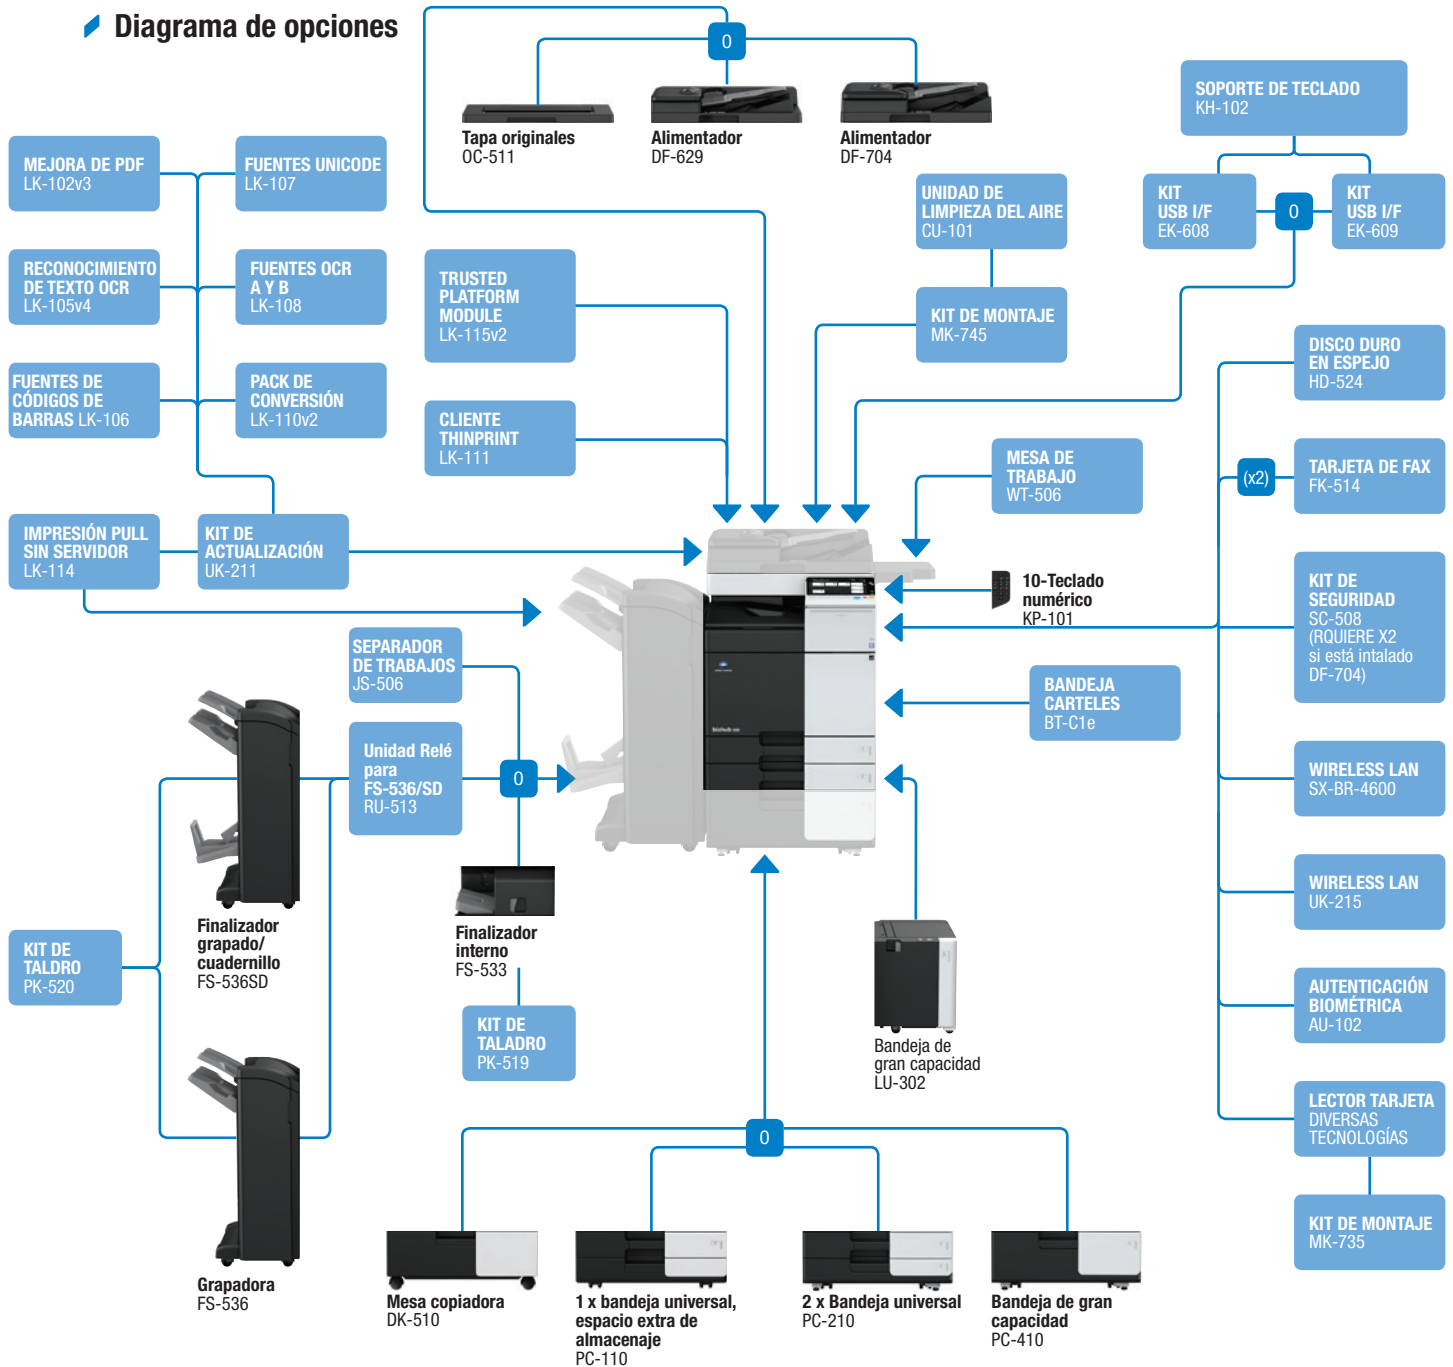 Diagrama de opciones
0
Tapa originales
OC-511
Alimentador
DF-629
Alimentador
DF-704
SOPORTE DE TECLADO
KH-102
KIT
USB I/F
EK-608
0
KIT
USB I/F
EK-609
MEJORA DE PDF
LK-102v3
FUENTES UNICODE
LK-107
RECONOCIMIENTO
DE TEXTO OCR
LK-105v4
FUENTES OCR
A Y B
LK-108
FUENTES DE
CÓDIGOS DE
BARRAS LK-106
PACK DE
CONVERSIÓN
LK-110v2
TRUSTED
PLATFORM
MODULE
LK-115v2
CLIENTE
THINPRINT
LK-111
UNIDAD DE
LIMPIEZA DEL AIRE
CU-101
KIT DE MONTAJE
MK-745
MESA DE
TRABAJO
WT-506
DISCO DURO
EN ESPEJO
HD-524
(x2)
TARJETA DE FAX
FK-514
IMPRESIÓN PULL
SIN SERVIDOR
LK-114
KIT DE
ACTUALIZACIÓN
UK-211
10-Teclado
numérico
KP-101
KIT DE
SEGURIDAD
SC-508
(RQUIERE X2
si está intalado
DF-704)
SEPARADOR
DE TRABAJOS
JS-506
BANDEJA
CARTELES
BT-C1e
Unidad Relé
para
FS-536/SD
RU-513
0
WIRELESS LAN
SX-BR-4600
WIRELESS LAN
UK-215
Finalizador
grapado/
cuadernillo
FS-536SD
Finalizador
interno
FS-533
KIT DE
TALDRO
PK-520
KIT DE
TALADRO
PK-519
Bandeja de
gran capacidad
LU-302
AUTENTICACIÓN
BIOMÉTRICA
AU-102
LECTOR TARJETA
DIVERSAS
TECNOLOGÍAS
KIT DE MONTAJE
MK-735
0
Grapadora
FS-536
Mesa copiadora
DK-510
1 x bandeja universal,
espacio extra de
almacenaje
PC-110
2 x Bandeja universal
PC-210
Bandeja de gran
capacidad
PC-410